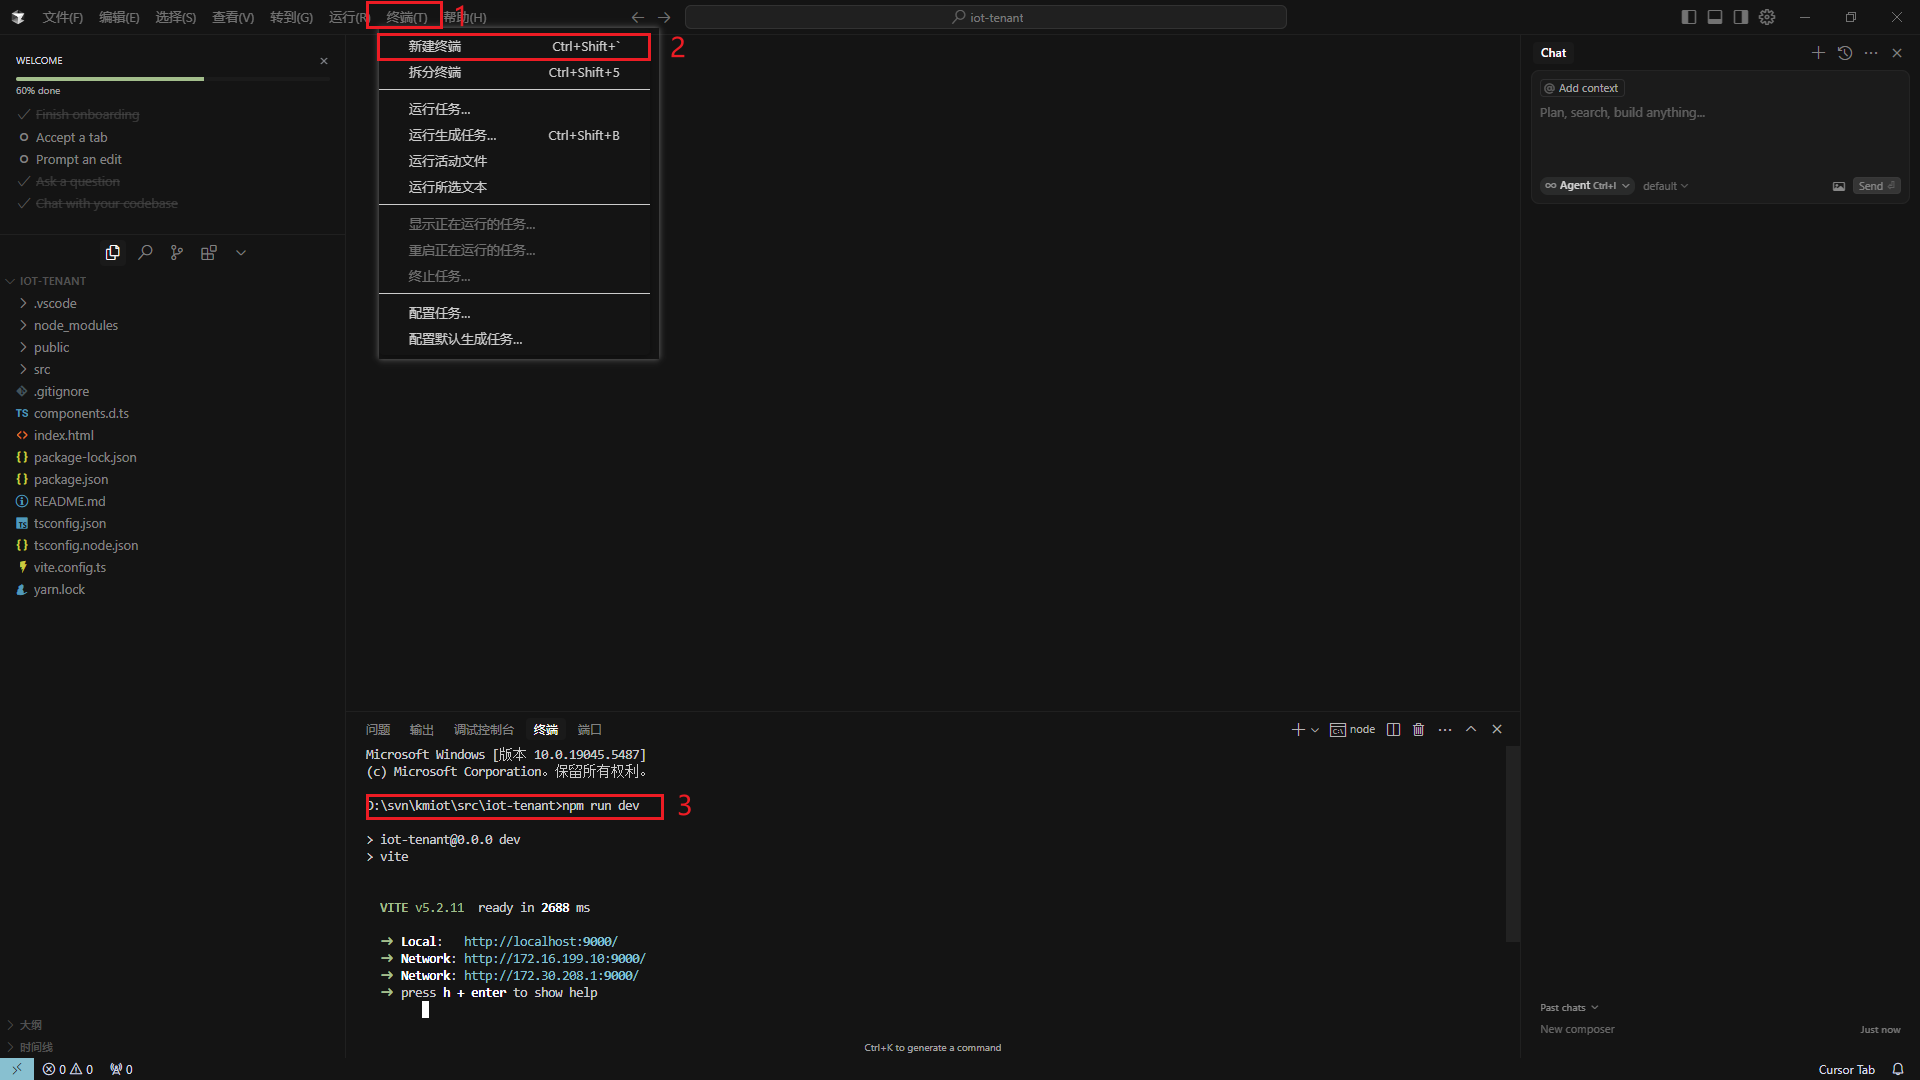 文件(F) 编辑(E) 选择(S) 查看(V) 转到(G) 运行(R) 终端(T) 1 帮助(H) iot-tenant
WELCOME
60% done
Finish onboarding
Accept a tab
Prompt an edit
Ask a question
Chat with your codebase
IOT-TENANT
.vscode
node_modules
public
src
.gitignore
TS components.d.ts
index.html
{} package-lock.json
{} package.json
README.md
TS tsconfig.json
{} tsconfig.node.json
vite.config.ts
yarn.lock
大纲
时间线
新建终端 Ctrl+Shift+` 2
拆分终端 Ctrl+Shift+5
运行任务...
运行生成任务... Ctrl+Shift+B
运行活动文件
运行所选文本
显示正在运行的任务...
重启正在运行的任务...
终止任务...
配置任务...
配置默认生成任务...
问题 输出 调试控制台 终端 端口 node
Microsoft Windows [版本 10.0.19045.5487]
(c) Microsoft Corporation。保留所有权利。
D:\svn\kmiot\src\iot-tenant>npm run dev 3
> iot-tenant@0.0.0 dev
> vite
VITE v5.2.11 ready in 2688 ms
➜ Local: http://localhost:9000/
➜ Network: http://172.16.199.10:9000/
➜ Network: http://172.30.208.1:9000/
➜ press h + enter to show help
Ctrl+K to generate a command
Chat
@ Add context
Plan, search, build anything...
∞ Agent Ctrl+I default Send
Past chats
New composer Just now
0 0 0 Cursor Tab